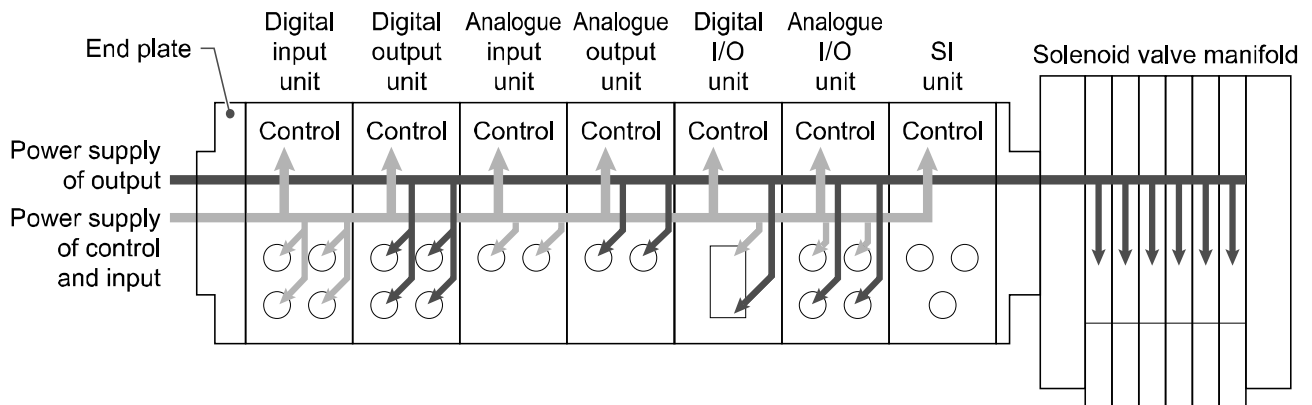 End plate
Digital
input
unit
Digital
output
unit
Analogue
input
unit
Analogue
output
unit
Digital
I/O
unit
Analogue
I/O
unit
SI
unit
Solenoid valve manifold
Control
Control
Control
Control
Control
Control
Control
Power supply
of output
Power supply
of control
and input